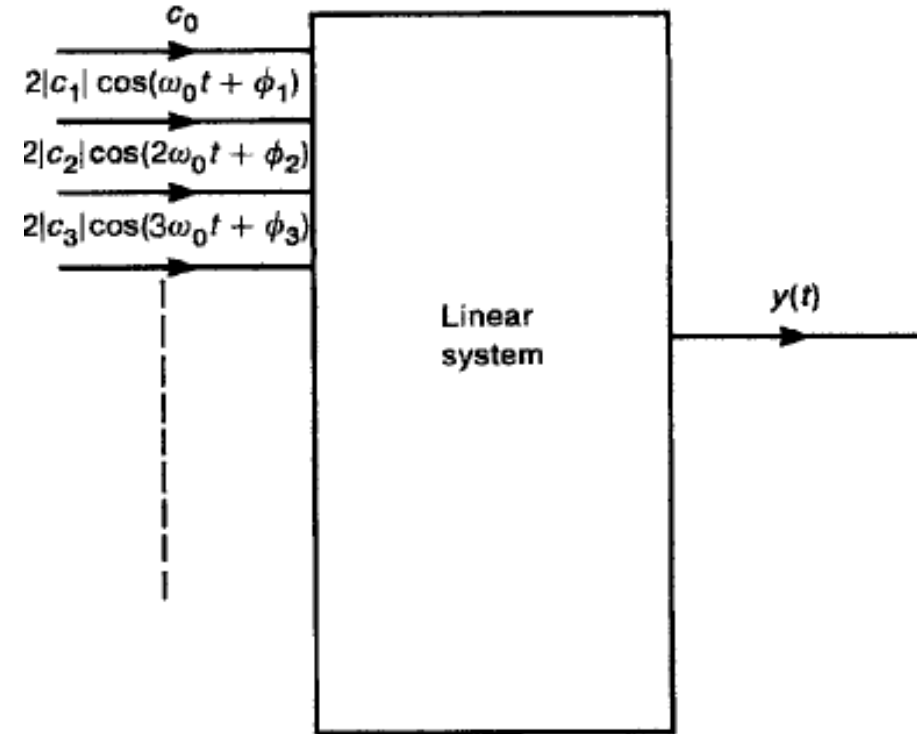 c₀
2|c₁| cos(ω₀t + ϕ₁)
2|c₂| cos(2ω₀t + ϕ₂)
2|c₃| cos(3ω₀t + ϕ₃)
Linear
system
y(t)